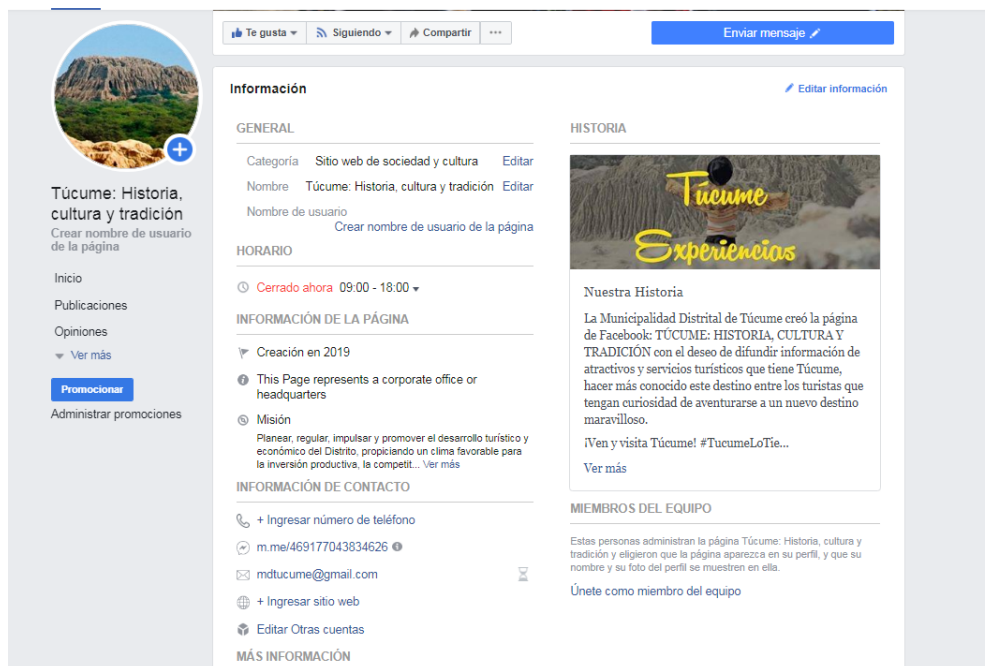 Te gusta
Siguiendo
Compartir
Enviar mensaje
Túcume: Historia,
cultura y tradición
Crear nombre de usuario
de la página
Inicio
Publicaciones
Opiniones
Ver más
Promocionar
Administrar promociones
Información
Editar información
GENERAL
Categoría Sitio web de sociedad y cultura Editar
Nombre Túcume: Historia, cultura y tradición Editar
Nombre de usuario
Crear nombre de usuario de la página
HORARIO
Cerrado ahora 09:00 - 18:00
INFORMACIÓN DE LA PÁGINA
Creación en 2019
This Page represents a corporate office or
headquarters
Misión
Planear, regular, impulsar y promover el desarrollo turístico y
económico del Distrito, propiciando un clima favorable para
la inversión productiva, la competit... Ver más
INFORMACIÓN DE CONTACTO
+ Ingresar número de teléfono
m.me/469177043834626
mdtucume@gmail.com
+ Ingresar sitio web
Editar Otras cuentas
MÁS INFORMACIÓN
HISTORIA
Túcume
Experiencias
Nuestra Historia
La Municipalidad Distrital de Túcume creó la página
de Facebook: TÚCUME: HISTORIA, CULTURA Y
TRADICIÓN con el deseo de difundir información de
atractivos y servicios turísticos que tiene Túcume,
hacer más conocido este destino entre los turistas que
tengan curiosidad de aventurarse a un nuevo destino
maravilloso.
¡Ven y visita Túcume! #TucumeLoTie...
Ver más
MIEMBROS DEL EQUIPO
Estas personas administran la página Túcume: Historia, cultura y
tradición y eligieron que la página aparezca en su perfil, y que su
nombre y su foto del perfil se muestren en ella.
Únete como miembro del equipo